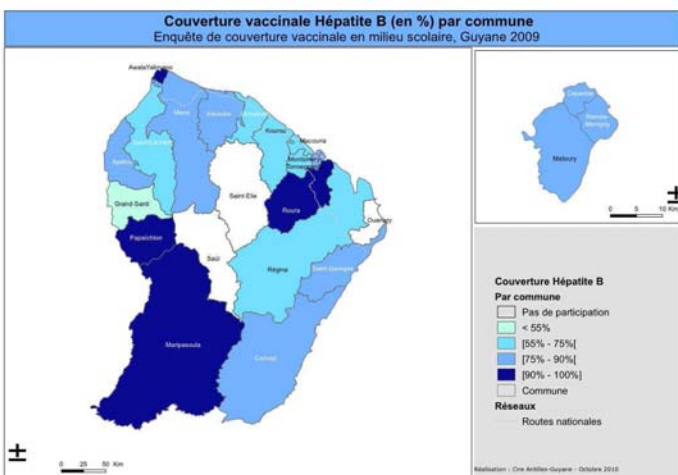 Couverture vaccinale Hépatite B (en %) par commune
Enquête de couverture vaccinale en milieu scolaire, Guyane 2009
Awala Yalimapo
Mana
Iracoubo
Sinnamary
Saint Laurent
Kourou
Macouria
Apatou
Montsinery
Tonnegrande
Saint-Elie
Grand-Santi
Roura
Ouanary
Papaïchton
Saül
Régina
Saint-Georges
Maripasoula
Camopi
0 25 50 Km
Cayenne
Rémire-
Montjoly
Matoury
0 5 10 Km
Couverture Hépatite B
Par commune
Pas de participation
< 55%
[55% - 75%[
[75% - 90%[
[90% - 100%]
Commune
Réseaux
Routes nationales
Réalisation : Cire Antilles-Guyane - Octobre 2010